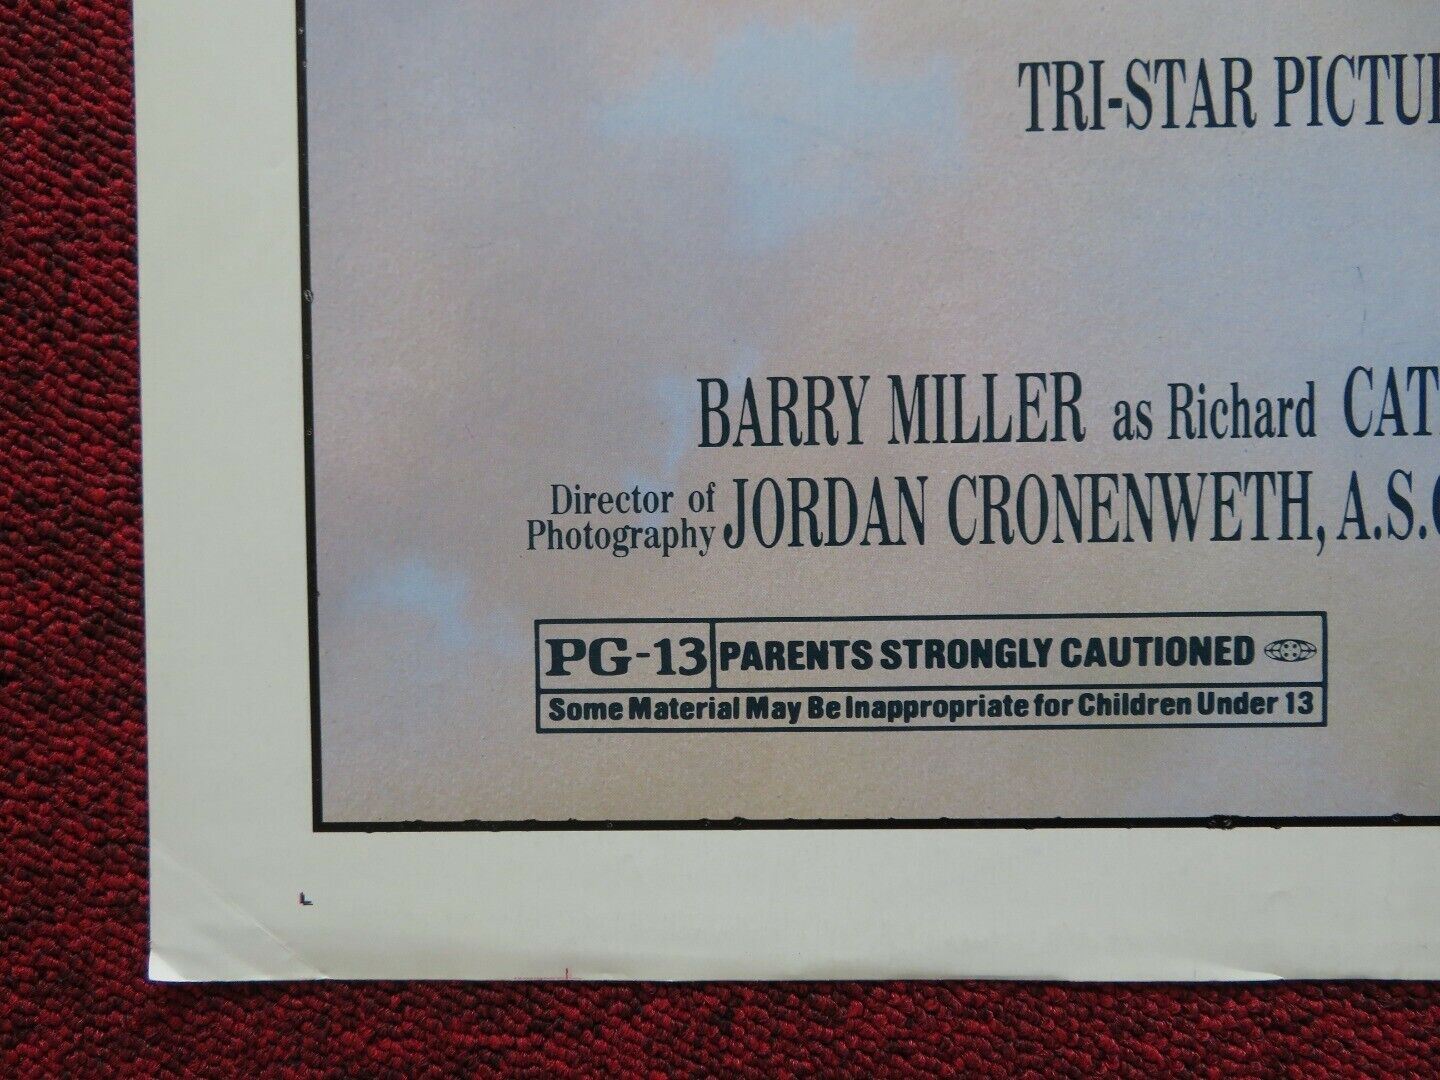 TRI-STAR PICTU
BARRY MILLER as Richard CAT
Director of
Photography JORDAN CRONENWETH, A.S.C
PG-13 PARENTS STRONGLY CAUTIONED
Some Material May Be Inappropriate for Children Under 13